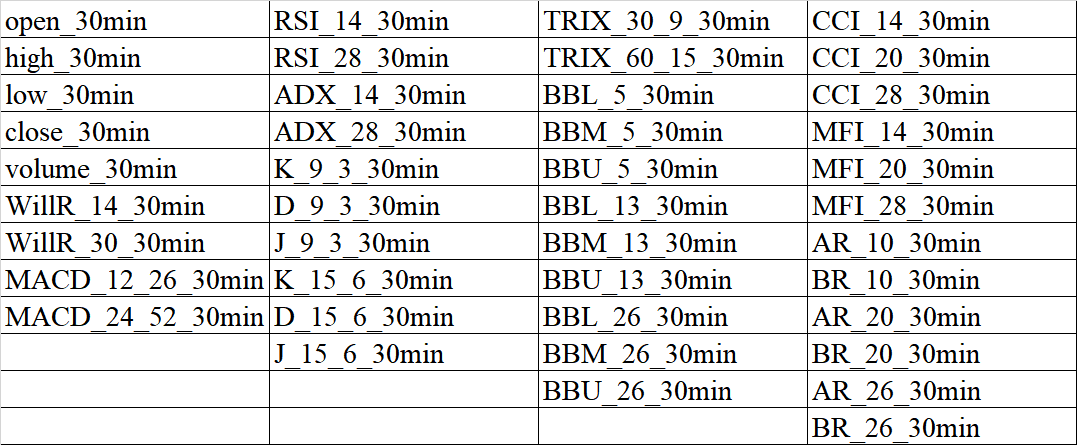 open_30min RSI_14_30min TRIX_30_9_30min CCI_14_30min
high_30min RSI_28_30min TRIX_60_15_30min CCI_20_30min
low_30min ADX_14_30min BBL_5_30min CCI_28_30min
close_30min ADX_28_30min BBM_5_30min MFI_14_30min
volume_30min K_9_3_30min BBU_5_30min MFI_20_30min
WillR_14_30min D_9_3_30min BBL_13_30min MFI_28_30min
WillR_30_30min J_9_3_30min BBM_13_30min AR_10_30min
MACD_12_26_30min K_15_6_30min BBU_13_30min BR_10_30min
MACD_24_52_30min D_15_6_30min BBL_26_30min AR_20_30min
J_15_6_30min BBM_26_30min BR_20_30min
BBU_26_30min AR_26_30min
BR_26_30min